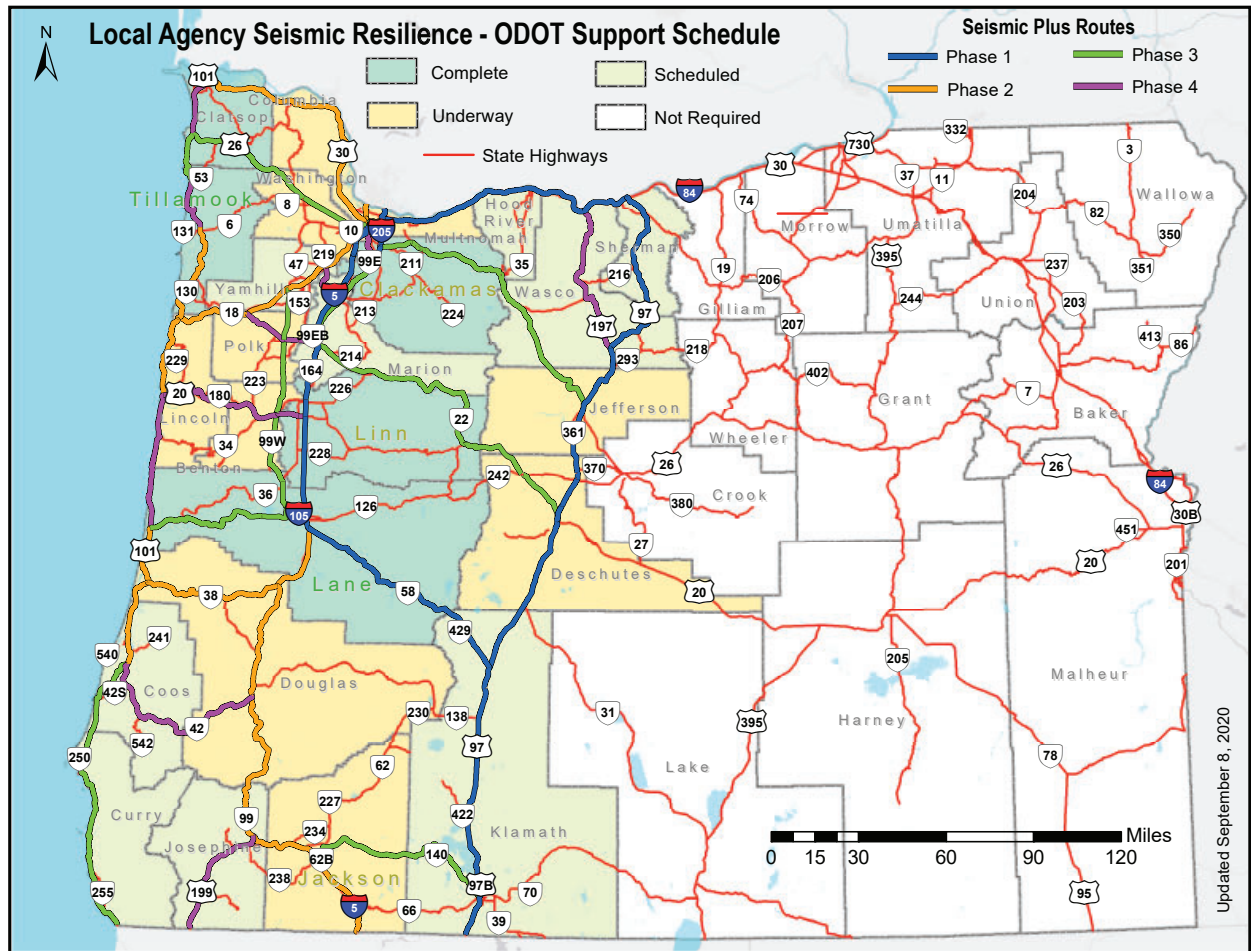 Local Agency Seismic Resilience - ODOT Support Schedule
N
Complete
Underway
Scheduled
Not Required
State Highways
Seismic Plus Routes
Phase 1
Phase 2
Phase 3
Phase 4
101
Columbia
Clatsop
26
30
53
Washington
Tillamook
8
6
131
10
205
Hood
River
Multnomah
Sherman
84
30
730
332
3
37
11
204
82
Wallowa
350
351
74
Morrow
Umatilla
395
47
219
99E
211
35
216
19
206
237
130
Yamhill
153
5
Clackamas
Wasco
Gilliam
244
Union
203
18
213
224
197
97
207
99EB
413
86
229
Polk
164
214
Marion
293
218
20
180
223
226
402
7
Lincoln
22
Jefferson
Grant
Baker
34
99W
Linn
361
Wheeler
Benton
228
242
370
26
26
84
36
126
380
Crook
30B
105
451
101
27
20
201
Lane
58
Deschutes
20
38
429
241
540
205
Malheur
42S
Coos
Douglas
230
138
31
395
Harney
42
542
97
78
250
62
Lake
227
Curry
99
234
422
Klamath
Miles
Josephine
62B
140
0 15 30 60 90 120
199
238
Jackson
97B
70
255
5
66
39
95
Updated September 8, 2020